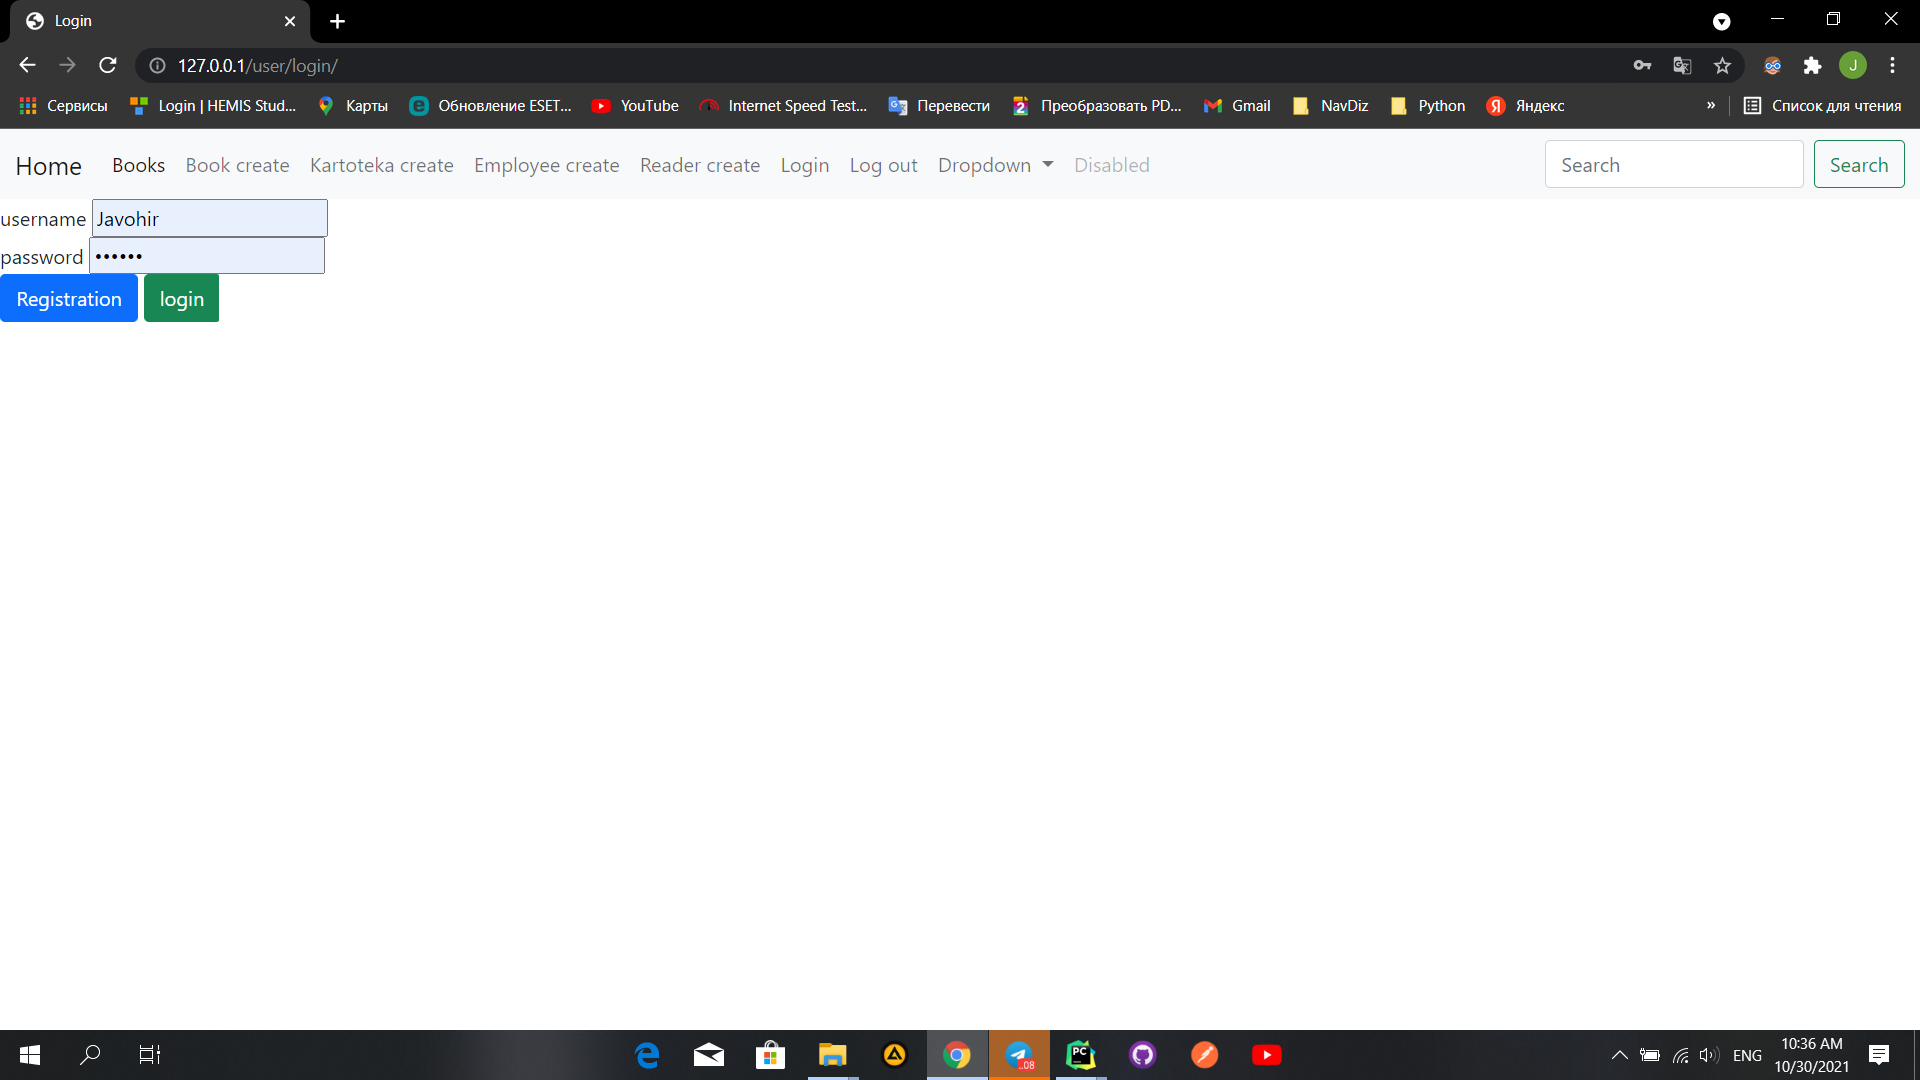 Login
127.0.0.1/user/login/
J
Сервисы Login | HEMIS Stud... Карты Обновление ESET... YouTube Internet Speed Test... Перевести Преобразовать PD... Gmail NavDiz Python Яндекс » Список для чтения
Home Books Book create Kartoteka create Employee create Reader create Login Log out Dropdown Disabled Search Search
username Javohir
password ••••••
Registration login
PC ..08 ENG 10:36 AM
10/30/2021